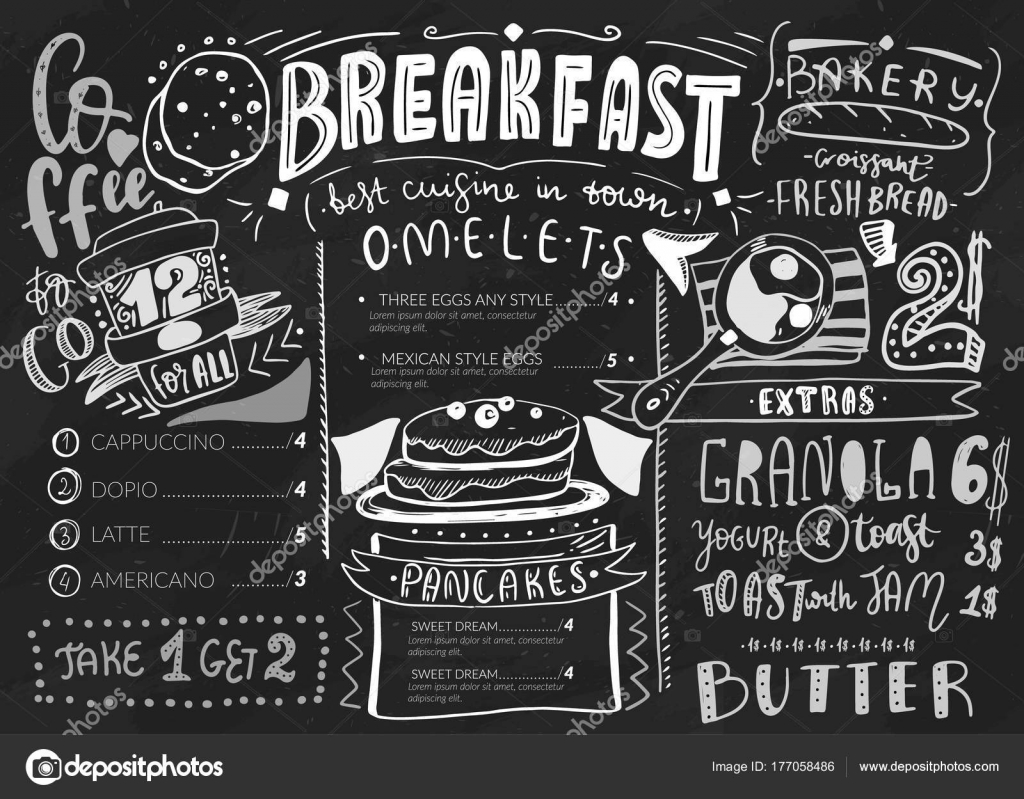 Coffee
to GO
12
for ALL
1 CAPPUCCINO ........../4
2 DOPIO ........................./4
3 LATTE ........................../5
4 AMERICANO ........../3
TAKE 1 GET 2
BREAKFAST
best cuisine in town
O·M·E·L·E·T·S
• THREE EGGS ANY STYLE............/4 •
Lorem ipsum dolor sit amet, consectetur
adipiscing elit.
• MEXICAN STYLE EGGS ............../5 •
Lorem ipsum dolor sit amet, consectetur
adipiscing elit.
·PANCAKES·
SWEET DREAM................/4
Lorem ipsum dolor sit amet, consectetur
adipiscing elit.
SWEET DREAM................/4
Lorem ipsum dolor sit amet, consectetur
adipiscing elit.
·BAKERY·
-Croissant-
-FRESH BREAD-
2$
·EXTRAS·
GRANOLA 6$
YOGURT & toast 3$
TOAST with JAM 1$
·1$·1$·1$·1$·1$·1$·1$·1$
BUTTER
depositphotos
Image ID: 177058486
www.depositphotos.com